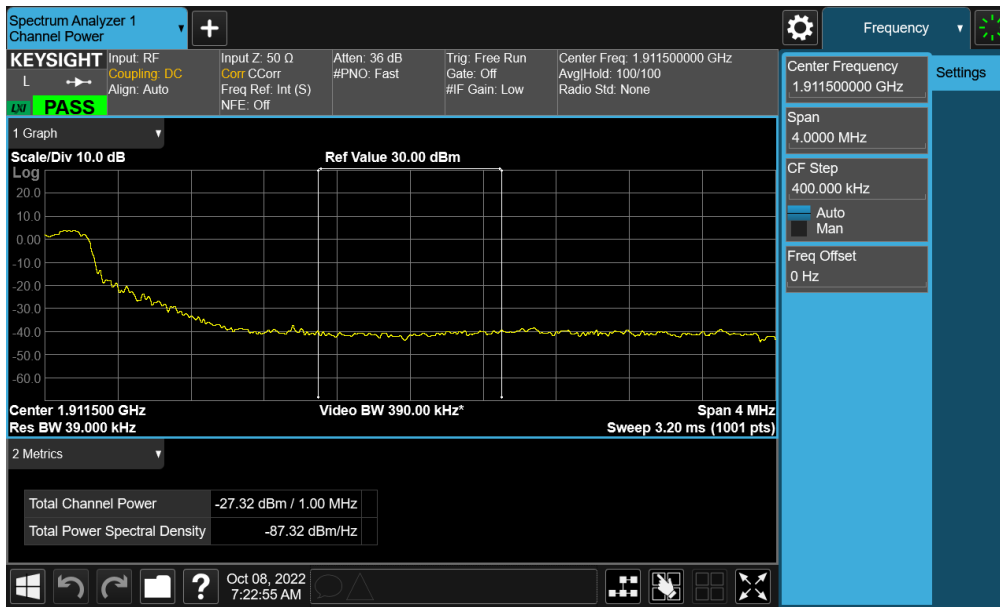 Spectrum Analyzer 1
Channel Power
Frequency
KEYSIGHT
L
LXI
PASS
Input: RF
Coupling: DC
Align: Auto
Input Z: 50 Ω
Corr CCorr
Freq Ref: Int (S)
NFE: Off
Atten: 36 dB
#PNO: Fast
Trig: Free Run
Gate: Off
#IF Gain: Low
Center Freq: 1.911500000 GHz
Avg|Hold: 100/100
Radio Std: None
Center Frequency
1.911500000 GHz
Settings
Span
4.0000 MHz
CF Step
400.000 kHz
Auto
Man
Freq Offset
0 Hz
1 Graph
Scale/Div 10.0 dB
Ref Value 30.00 dBm
Log
20.0
10.0
0.00
-10.0
-20.0
-30.0
-40.0
-50.0
-60.0
Center 1.911500 GHz
Video BW 390.00 kHz*
Span 4 MHz
Res BW 39.000 kHz
Sweep 3.20 ms (1001 pts)
2 Metrics
Total Channel Power -27.32 dBm / 1.00 MHz
Total Power Spectral Density -87.32 dBm/Hz
?
Oct 08, 2022
7:22:55 AM